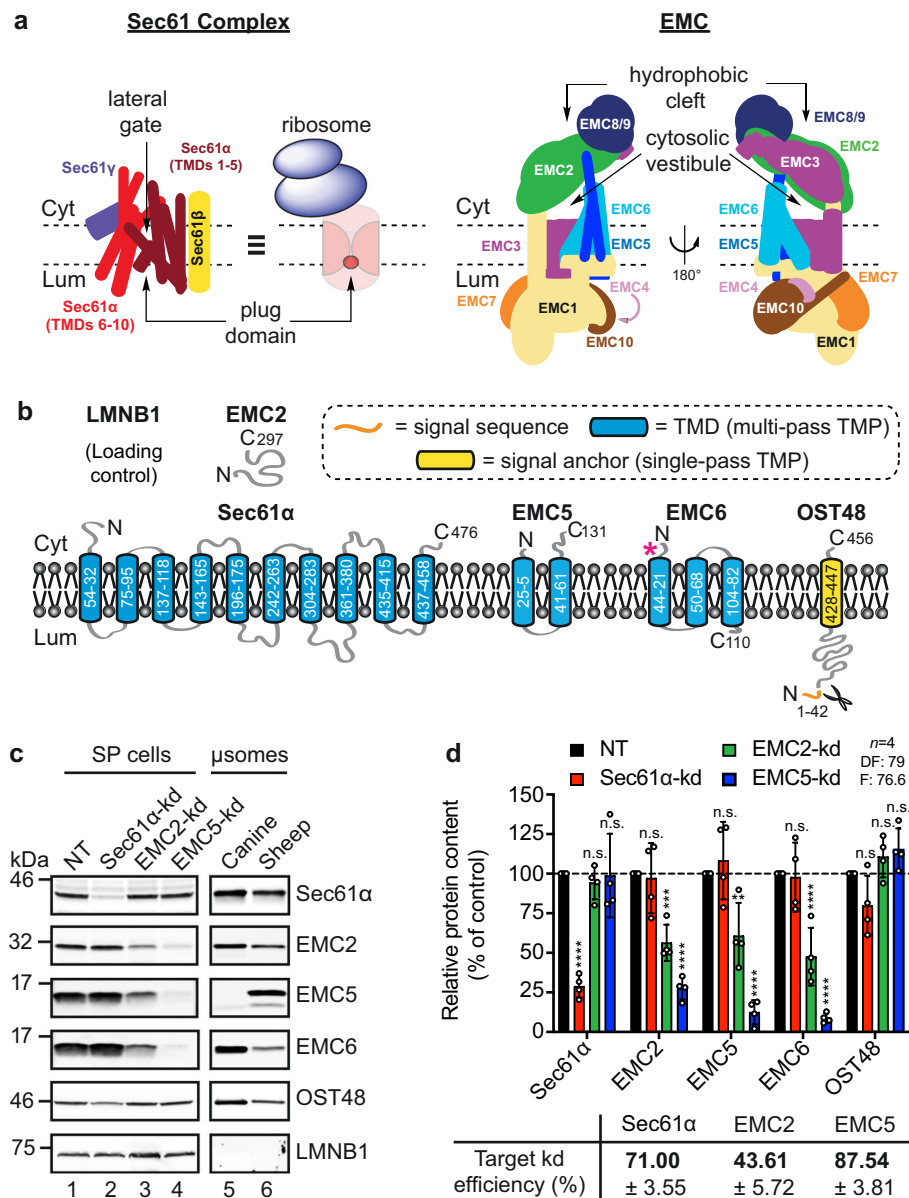 a
Sec61 Complex
EMC
lateral
gate
ribosome
Sec61γ
Sec61α
(TMDs 1-5)
Sec61β
Cyt
Lum
Sec61α
(TMDs 6-10)
plug
domain
hydrophobic
cleft
cytosolic
vestibule
EMC8/9
EMC2
EMC6
EMC5
EMC3
Cyt
Lum
EMC7
EMC1
EMC4
EMC10
180°
EMC8/9
EMC2
EMC3
EMC6
EMC5
EMC4
EMC7
EMC10
EMC1
b
LMNB1
(Loading
control)
EMC2
C297
N
= signal sequence
= TMD (multi-pass TMP)
= signal anchor (single-pass TMP)
Sec61α
EMC5
EMC6
OST48
Cyt
Lum
N
C476
54-32
75-95
137-118
143-165
196-175
242-263
304-283
361-380
435-415
437-458
N
C131
25-5
41-61
*
N
44-21
50-68
104-82
C110
C456
428-447
N
1-42
c
SP cells
μsomes
NT
Sec61α-kd
EMC2-kd
EMC5-kd
Canine
Sheep
kDa
46
Sec61α
32
EMC2
17
EMC5
17
EMC6
46
OST48
75
LMNB1
1 2 3 4 5 6
d
NT
Sec61α-kd
EMC2-kd
EMC5-kd
n=4
DF: 79
F: 76.6
Relative protein content
(% of control)
150
125
100
75
50
25
0
****
n.s.
n.s.
n.s.
***
****
n.s.
**
****
n.s.
****
****
n.s.
n.s.
n.s.
Sec61α
EMC2
EMC5
EMC6
OST48
Sec61α EMC2 EMC5
Target kd
efficiency (%)
71.00 43.61 87.54
± 3.55 ± 5.72 ± 3.81